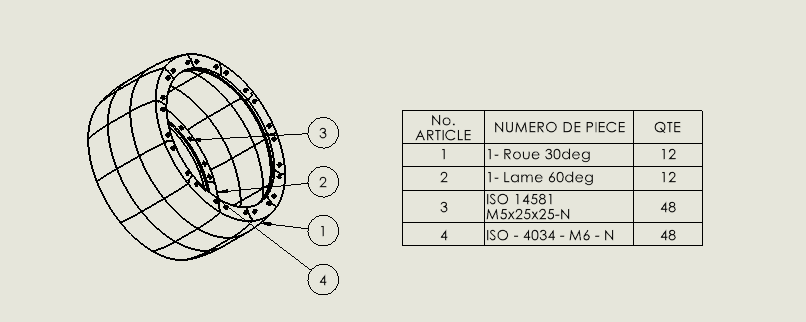 No.
ARTICLE
NUMERO DE PIECE
QTE
1
1- Roue 30deg
12
2
1- Lame 60deg
12
3
ISO 14581
M5x25x25-N
48
4
ISO - 4034 - M6 - N
48
3
2
1
4